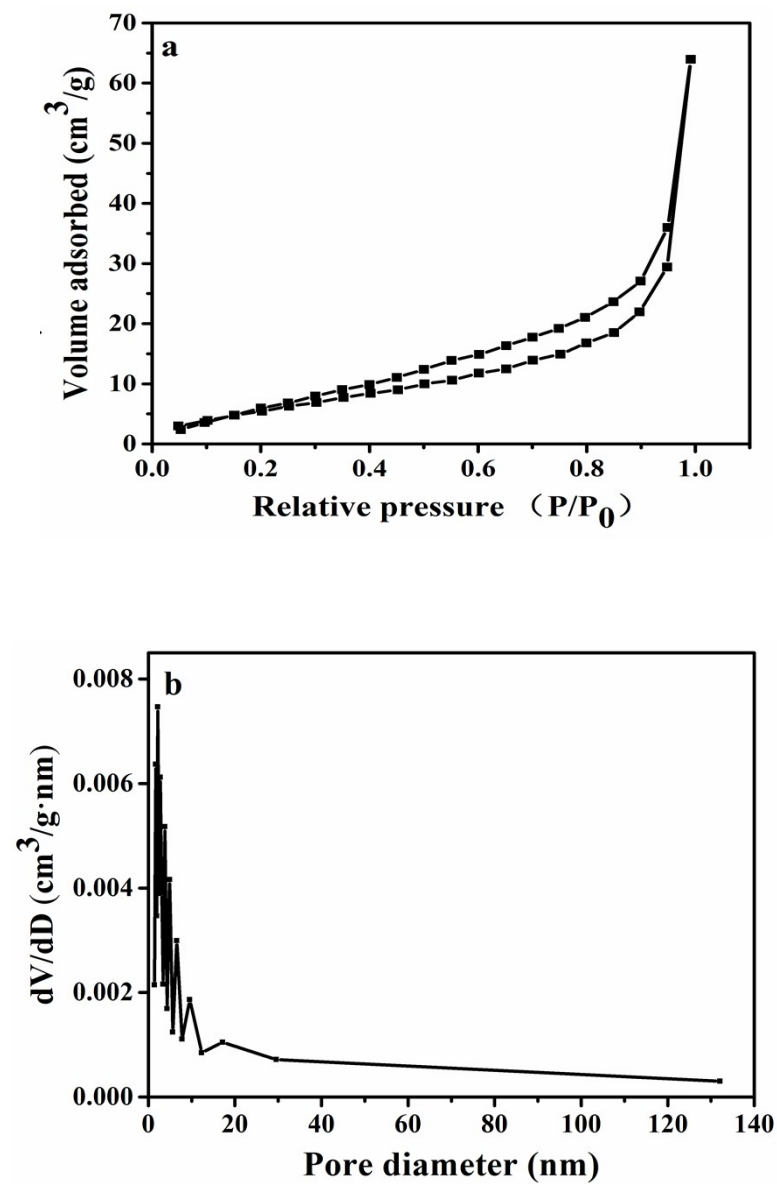 a
70
60
50
40
30
20
10
0
Volume adsorbed (cm³/g)
0.0 0.2 0.4 0.6 0.8 1.0
Relative pressure （P/P₀）
b
0.008
0.006
0.004
0.002
0.000
dV/dD (cm³/g·nm)
0 20 40 60 80 100 120 140
Pore diameter (nm)